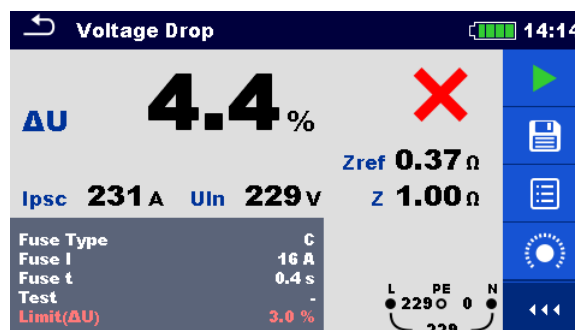 Voltage Drop 14:14
ΔU 4.4 %
Zref 0.37 Ω
Ipsc 231 A Uln 229 V Z 1.00 Ω
Fuse Type C
Fuse I 16 A
Fuse t 0.4 s
Test -
Limit(ΔU) 3.0 %
L PE N
229 0
229